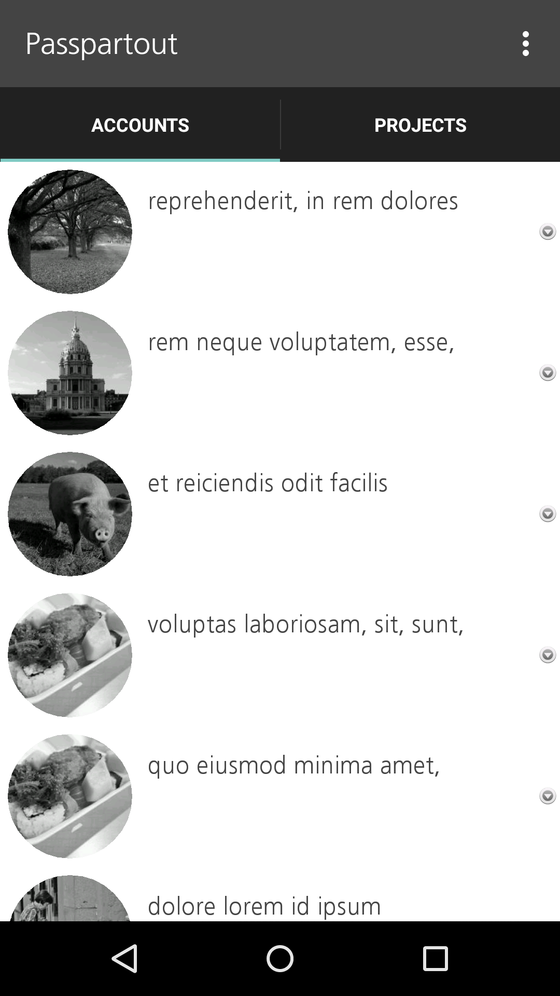 Passpartout
ACCOUNTS
PROJECTS
reprehenderit, in rem dolores
rem neque voluptatem, esse,
et reiciendis odit facilis
voluptas laboriosam, sit, sunt,
quo eiusmod minima amet,
dolore lorem id ipsum